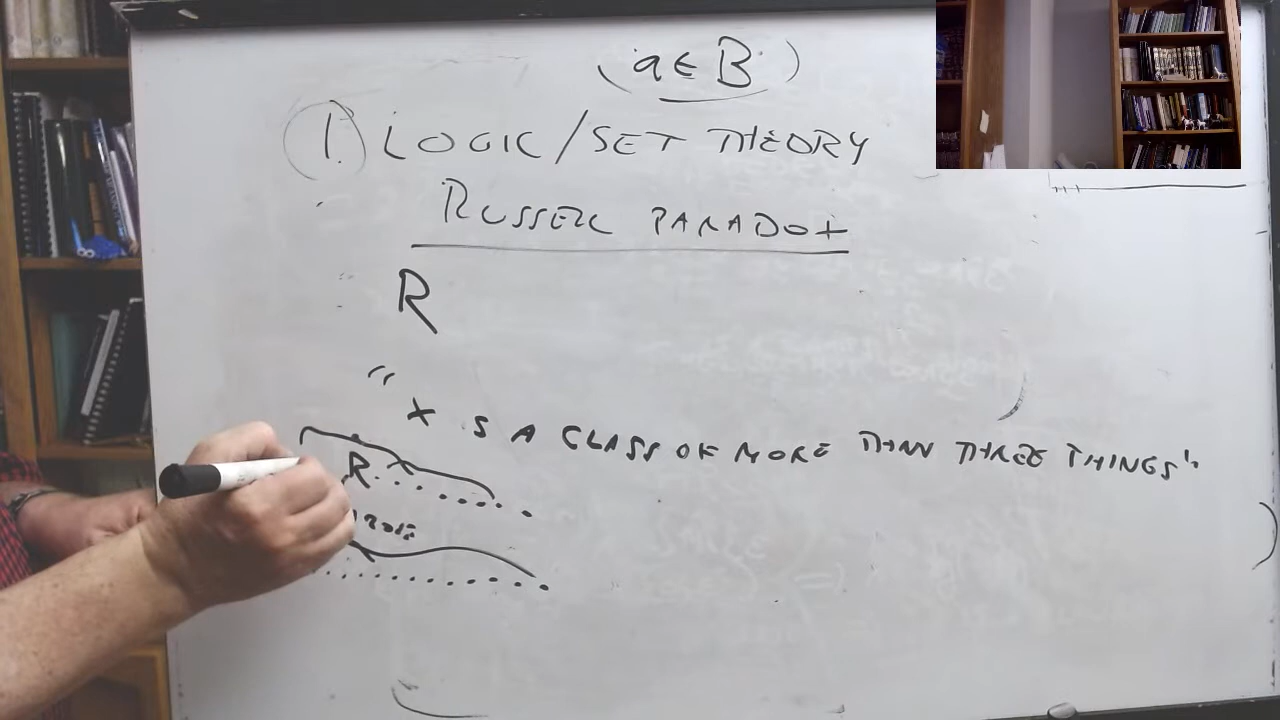 (a ∈ B)
1. LOGIC/SET THEORY
RUSSELL PARADOX
R
"X IS A CLASS OF MORE THAN THREE THINGS"
R